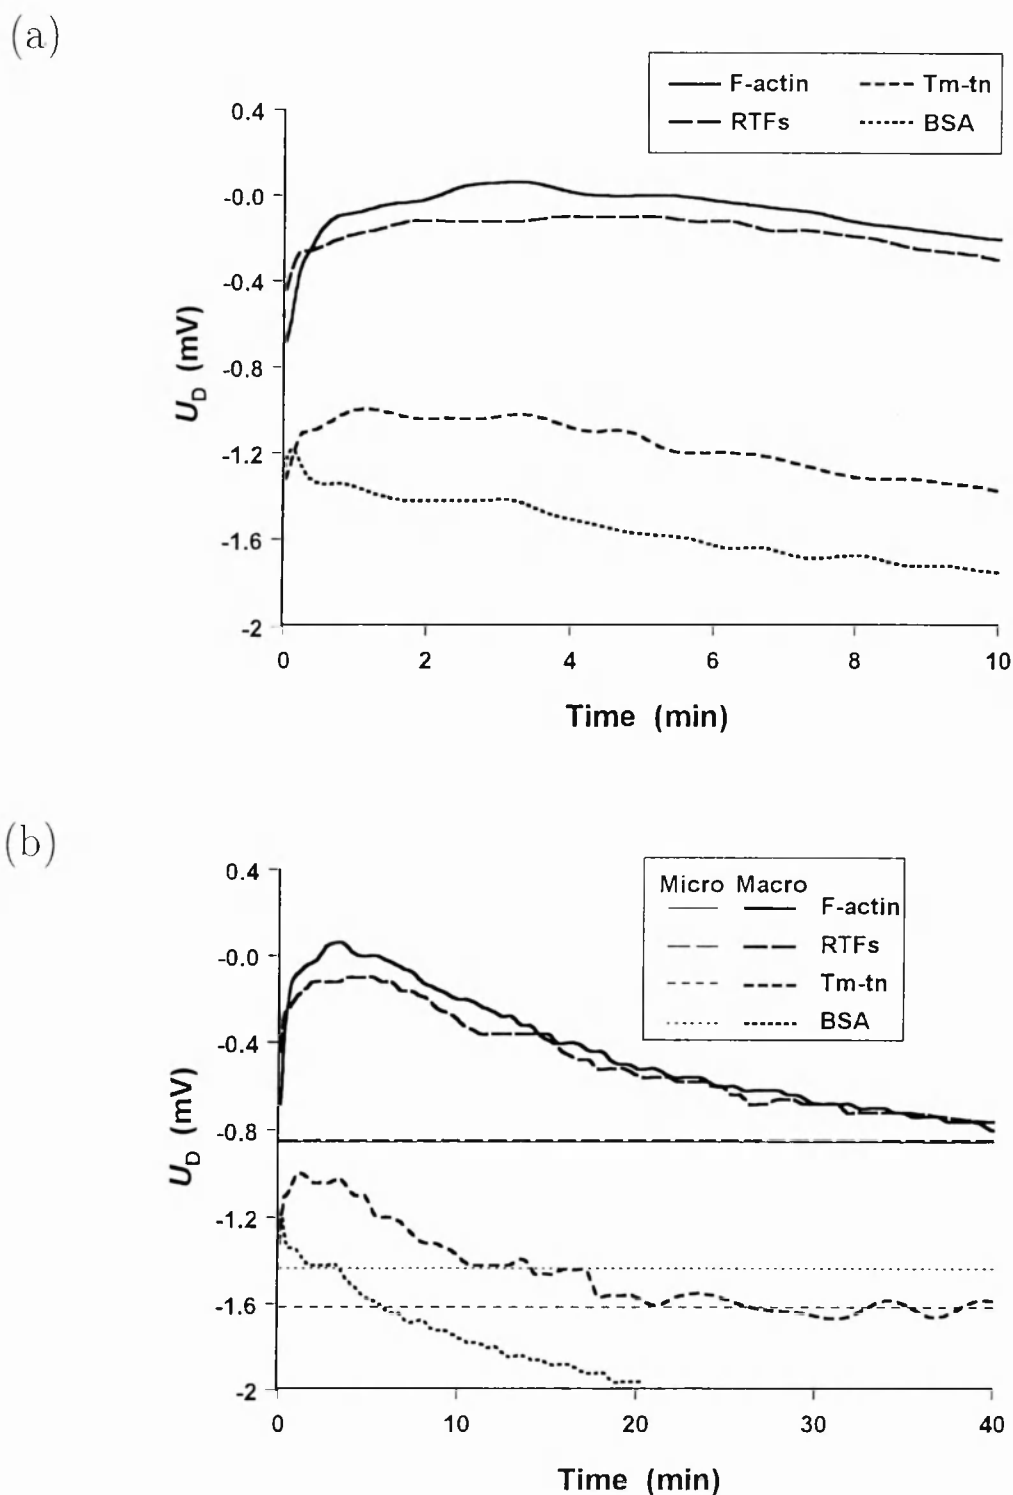 (a)
F-actin
Tm-tn
RTFs
BSA
0.4
-0.0
-0.4
-0.8
-1.2
-1.6
-2
U_D (mV)
0 2 4 6 8 10
Time (min)
(b)
Micro Macro
F-actin
RTFs
Tm-tn
BSA
0.4
-0.0
-0.4
-0.8
-1.2
-1.6
-2
U_D (mV)
0 10 20 30 40
Time (min)